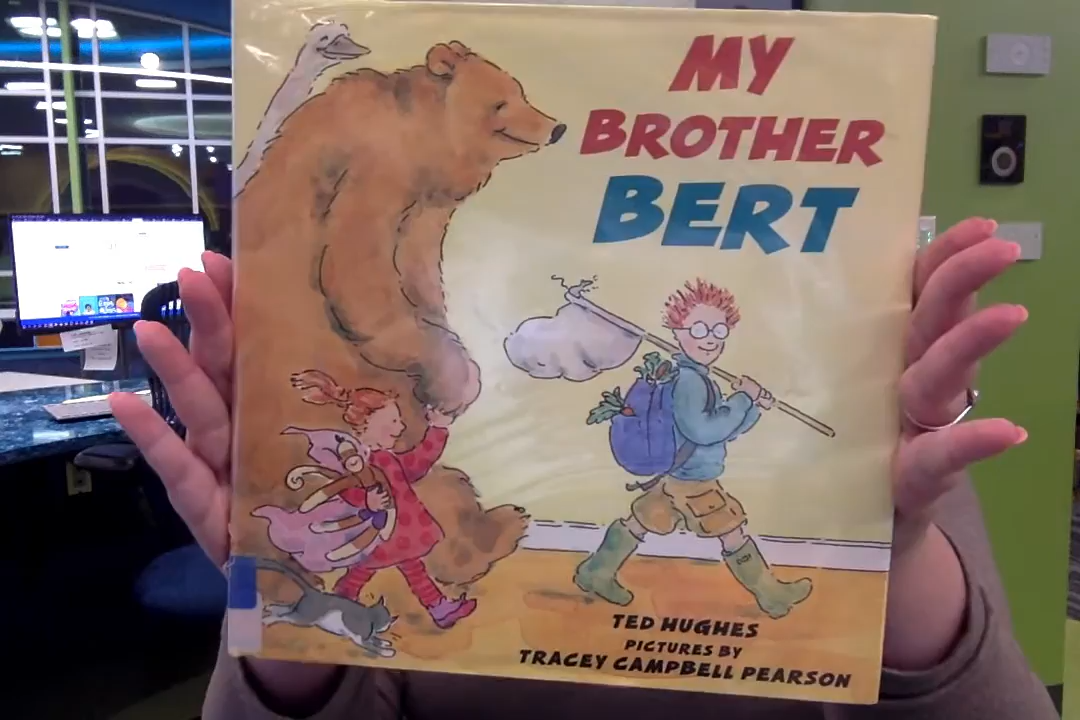 MY
BROTHER
BERT
TED HUGHES
PICTURES BY
TRACEY CAMPBELL PEARSON